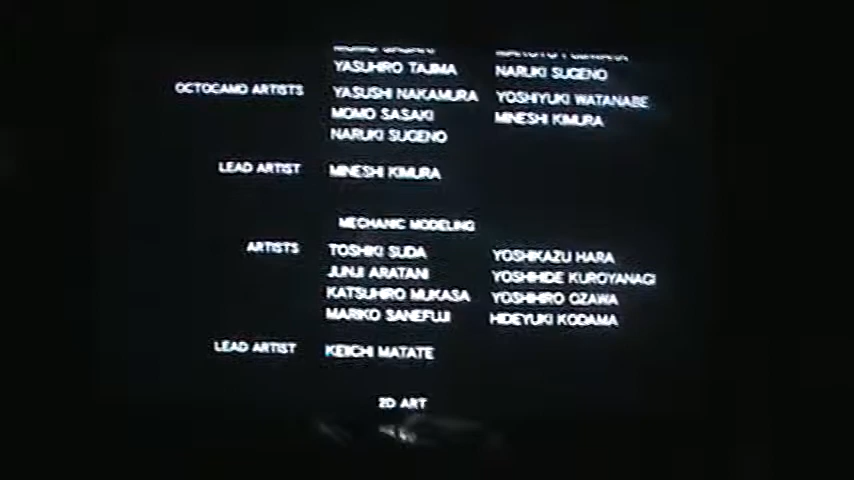 YASUHIRO TAJIMA NARUKI SUGENO
OCTOCAMO ARTISTS YASUSHI NAKAMURA YOSHIYUKI WATANABE
MOMO SASAKI MINESHI KIMURA
NARUKI SUGENO
LEAD ARTIST MINESHI KIMURA
MECHANIC MODELING
ARTISTS TOSHIKI SUDA YOSHIKAZU HARA
JUNJI ARATANI YOSHIHIDE KUROYANAGI
KATSUHIRO MUKASA YOSHIHIRO OZAWA
MARIKO SANEFUJI HIDEYUKI KODAMA
LEAD ARTIST KEIICHI MATATE
2D ART